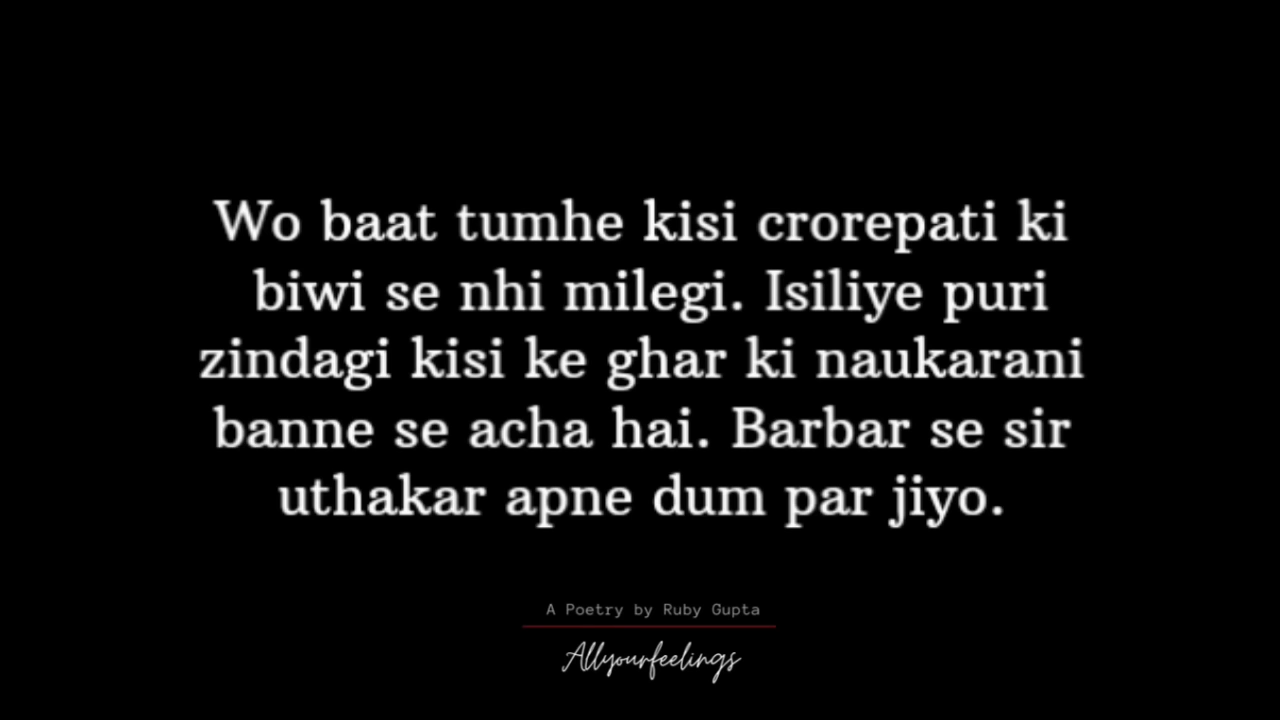 Wo baat tumhe kisi crorepati ki
biwi se nhi milegi. Isiliye puri
zindagi kisi ke ghar ki naukarani
banne se acha hai. Barbar se sir
uthakar apne dum par jiyo.
A Poetry by Ruby Gupta
Allyourfeelings